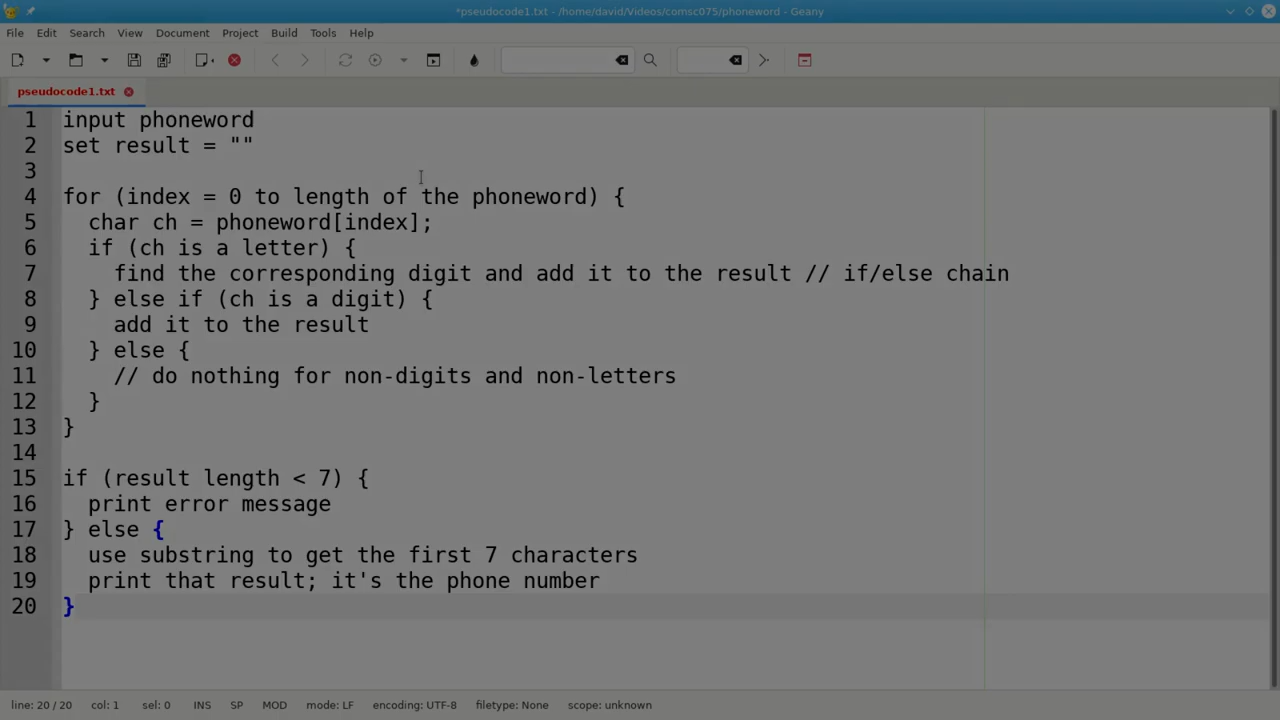 *pseudocode1.txt - /home/david/Videos/comsc075/phoneword - Geany
File Edit Search View Document Project Build Tools Help
pseudocode1.txt
1 input phoneword
2 set result = ""
3
4 for (index = 0 to length of the phoneword) {
5   char ch = phoneword[index];
6   if (ch is a letter) {
7     find the corresponding digit and add it to the result // if/else chain
8   } else if (ch is a digit) {
9     add it to the result
10   } else {
11     // do nothing for non-digits and non-letters
12   }
13 }
14
15 if (result length < 7) {
16   print error message
17 } else {
18   use substring to get the first 7 characters
19   print that result; it's the phone number
20 }
line: 20 / 20 col: 1 sel: 0 INS SP MOD mode: LF encoding: UTF-8 filetype: None scope: unknown